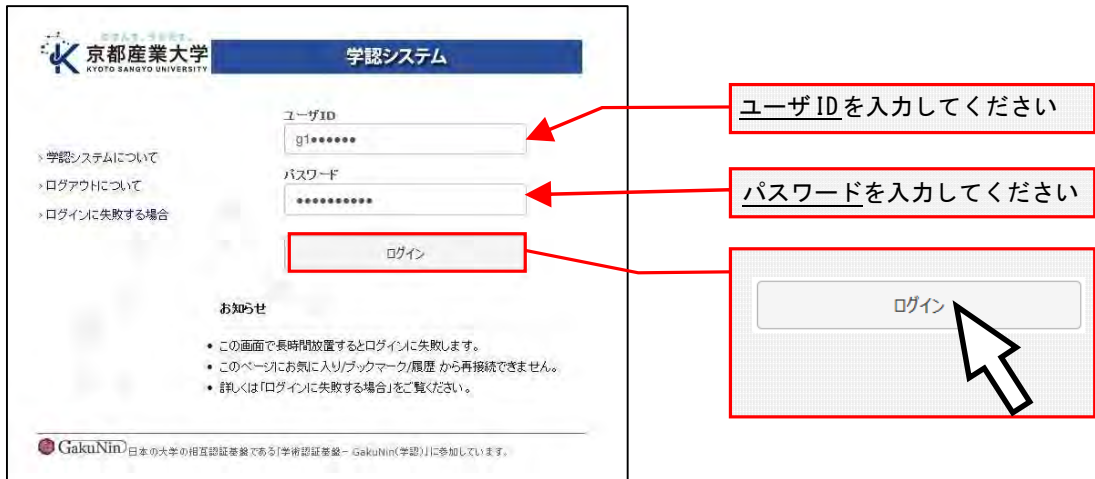 京都産業大学
KYOTO SANGYO UNIVERSITY
学認システム
ユーザID
g1●●●●●●
› 学認システムについて
› ログアウトについて
› ログインに失敗する場合
パスワード
●●●●●●●●●●
ログイン
お知らせ
• この画面で長時間放置するとログインに失敗します。
• このページにお気に入り/ブックマーク/履歴 から再接続できません。
• 詳しくは「ログインに失敗する場合」をご覧ください。
GakuNin 日本の大学の相互認証基盤である「学術認証基盤－ GakuNin(学認)」に参加しています。
ユーザIDを入力してください
パスワードを入力してください
ログイン